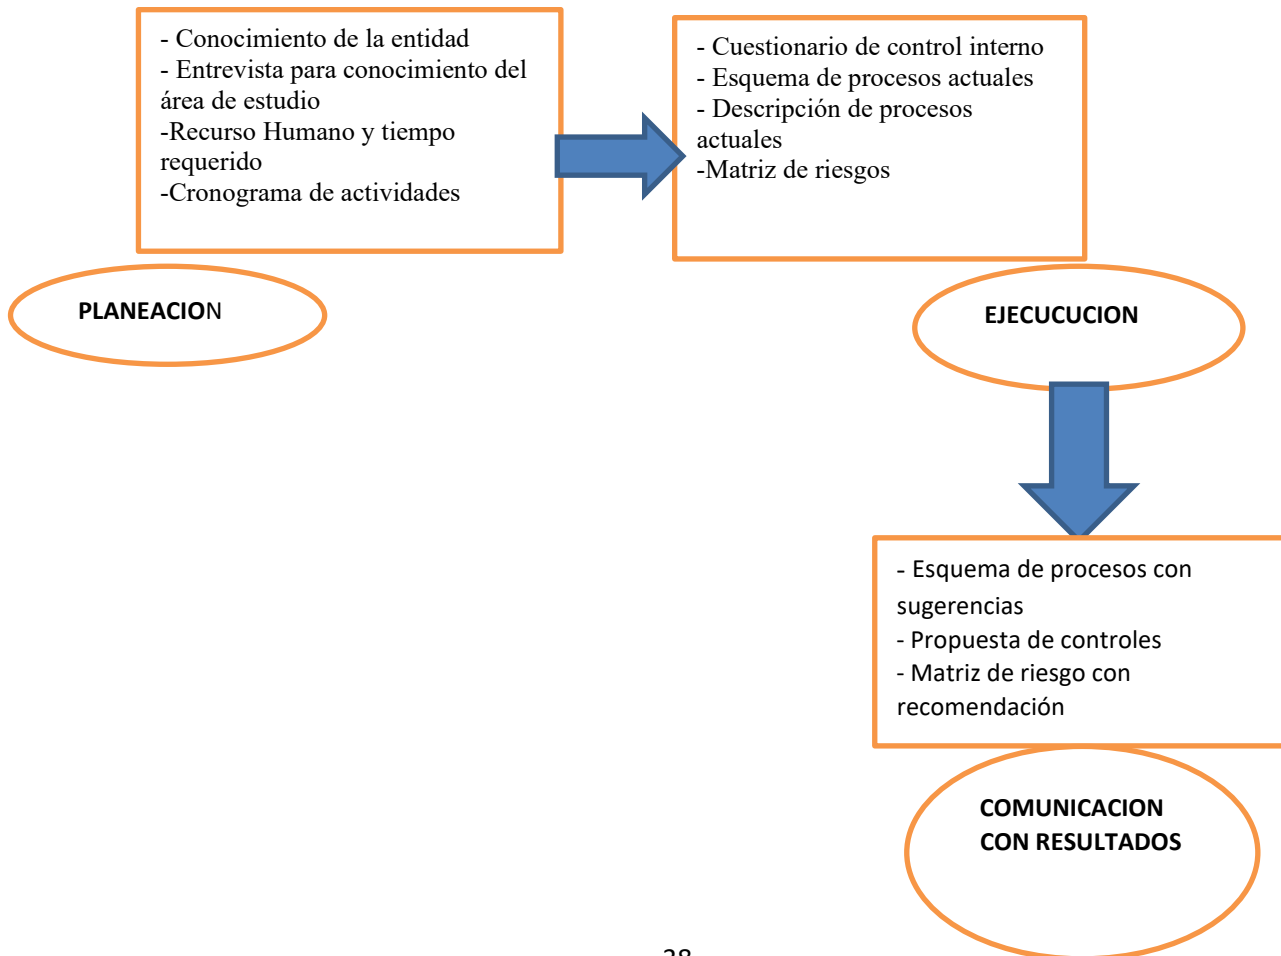 - Conocimiento de la entidad
- Entrevista para conocimiento del
área de estudio
-Recurso Humano y tiempo
requerido
-Cronograma de actividades
- Cuestionario de control interno
- Esquema de procesos actuales
- Descripción de procesos
actuales
-Matriz de riesgos
PLANEACION
EJECUCUCION
- Esquema de procesos con
sugerencias
- Propuesta de controles
- Matriz de riesgo con
recomendación
COMUNICACION
CON RESULTADOS